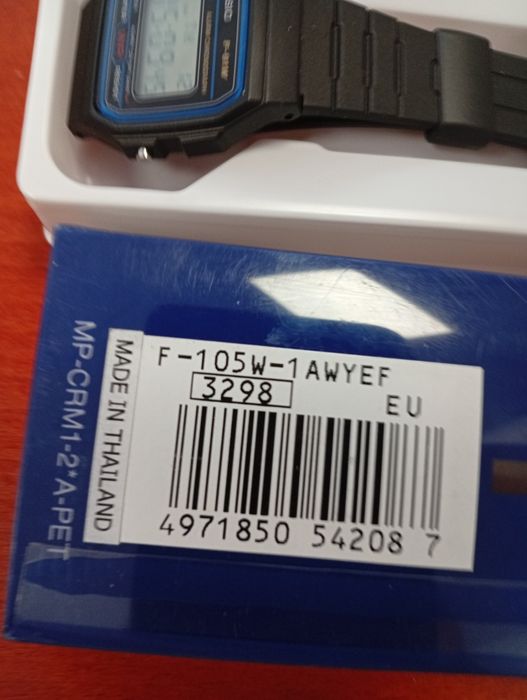 F-105W-1AWYEF
3298
EU
4971850 54208 7
MADE IN THAILAND
MP-CRM1-2*A-PET